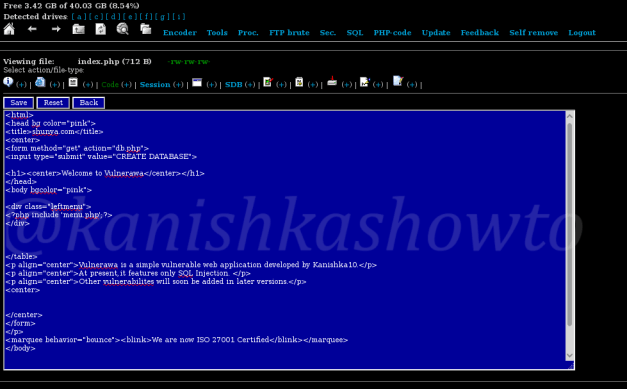 Free 3.42 GB of 40.03 GB (8.54%)
Detected drives: [ a ] [ c ] [ d ] [ e ] [ f ] [ g ] [ i ]
Encoder Tools Proc. FTP brute Sec. SQL PHP-code Update Feedback Self remove Logout
Viewing file: index.php (712 B) -rw-rw-rw-
Select action/file-type:
(+) | (+) | (+) | Code (+) | Session (+) | (+) | SDB (+) | (+) | (+) | (+) | (+) | (+) |
Save Reset Back
<html>
<head bg color="pink">
<title>shunya.com</title>
<center>
<form method="get" action="db.php">
<input type="submit" value="CREATE DATABASE">
<h1><center>Welcome to Vulnerawa</center></h1>
</head>
<body bgcolor="pink">
<div class="leftmenu">
<?php include 'menu.php'; ?>
</div>
@kanishkashowto
</table>
<p align="center">Vulnerawa is a simple vulnerable web application developed by Kanishka10.</p>
<p align="center">At present,it features only SQL Injection. </p>
<p align="center">Other vulnerabilites will soon be added in later versions.</p>
<center>
</center>
</form>
</p>
<marquee behavior="bounce"><blink>We are now ISO 27001 Certified</blink></marquee>
</body>